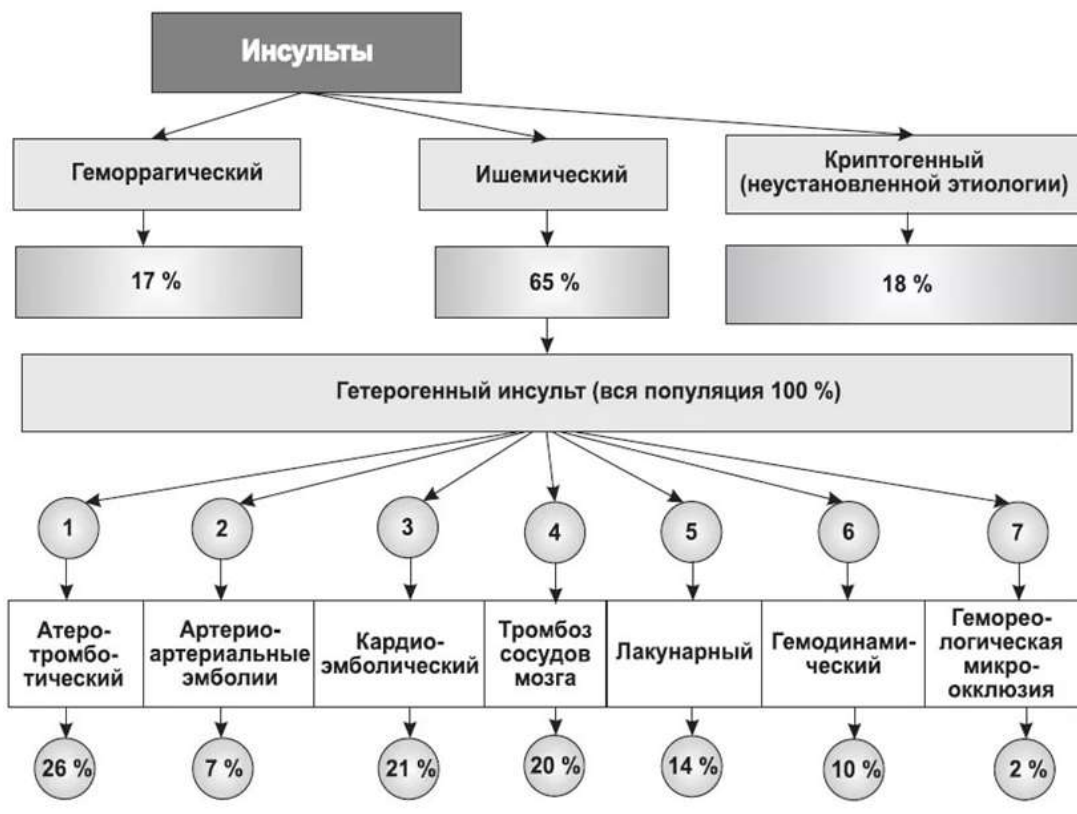 Инсульты
Геморрагический
Ишемический
Криптогенный
(неустановленной этиологии)
17 %
65 %
18 %
Гетерогенный инсульт (вся популяция 100 %)
1
2
3
4
5
6
7
Атеро-
тромбо-
тический
Артерио-
артериальные
эмболии
Кардио-
эмболический
Тромбоз
сосудов
мозга
Лакунарный
Гемодинами-
ческий
Гемореo-
логическая
микро-
окклюзия
26 %
7 %
21 %
20 %
14 %
10 %
2 %